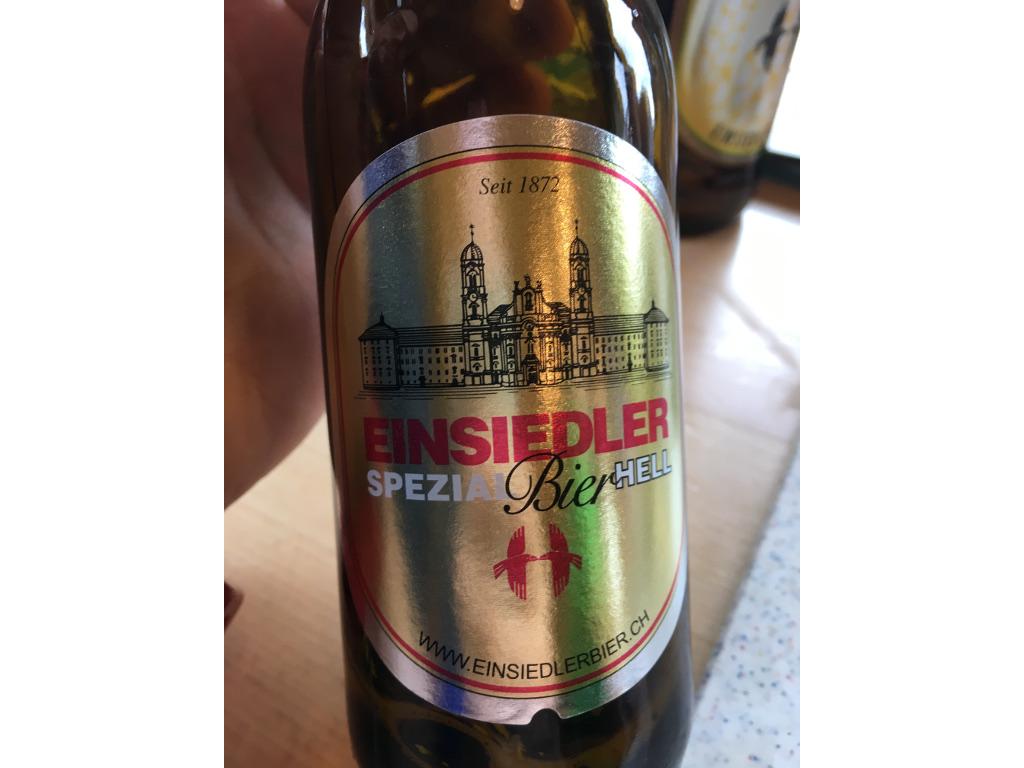 Seit 1872
EINSIEDLER
SPEZIAL Bier HELL
WWW.EINSIEDLERBIER.CH